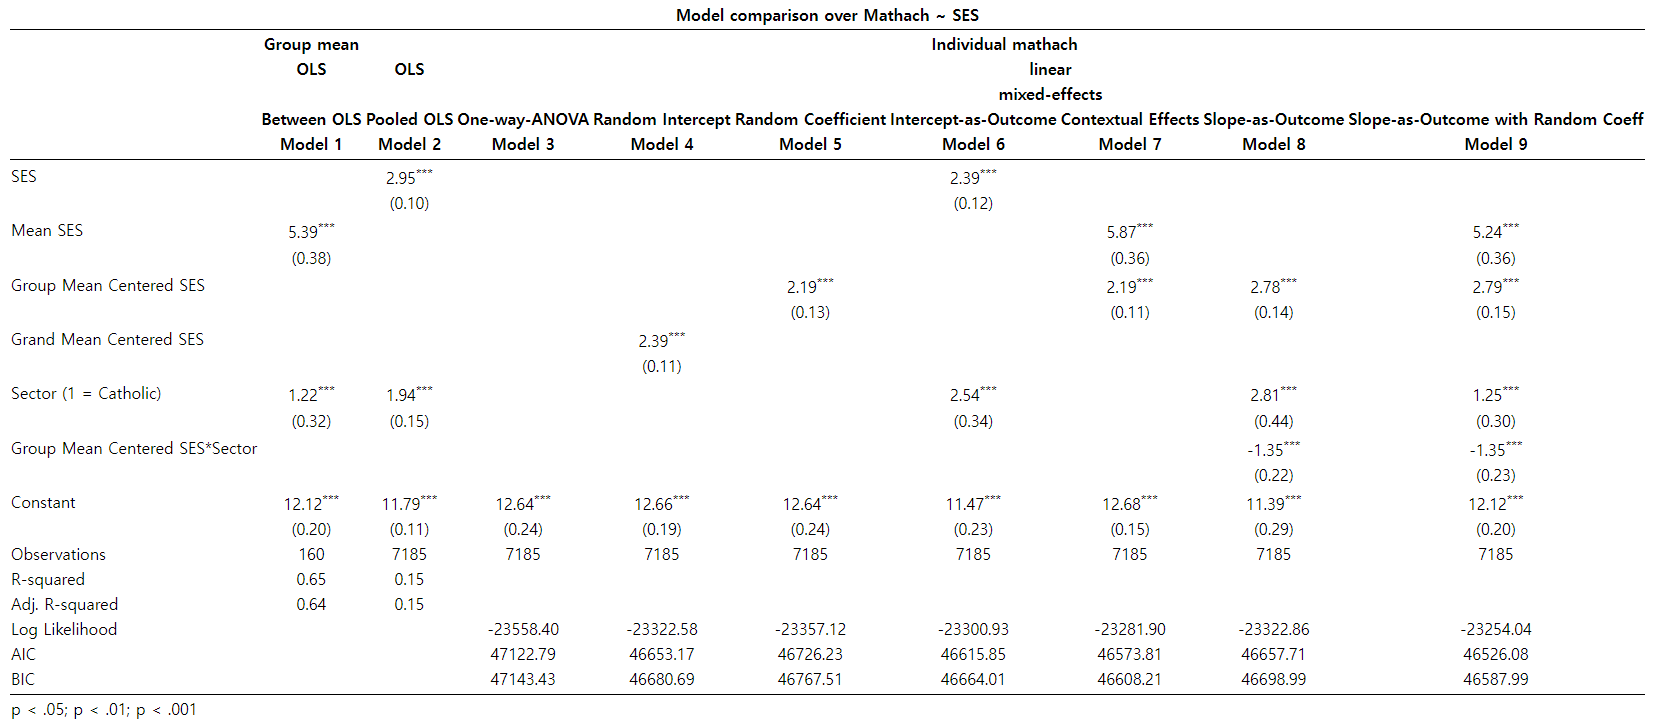 Model comparison over Mathach ~ SES
Group mean Individual mathach
OLS OLS linear
mixed-effects
Between OLS Pooled OLS One-way-ANOVA Random Intercept Random Coefficient Intercept-as-Outcome Contextual Effects Slope-as-Outcome Slope-as-Outcome with Random Coeff
Model 1 Model 2 Model 3 Model 4 Model 5 Model 6 Model 7 Model 8 Model 9
SES 2.95*** 2.39***
(0.10) (0.12)
Mean SES 5.39*** 5.87*** 5.24***
(0.38) (0.36) (0.36)
Group Mean Centered SES 2.19*** 2.19*** 2.78*** 2.79***
(0.13) (0.11) (0.14) (0.15)
Grand Mean Centered SES 2.39***
(0.11)
Sector (1 = Catholic) 1.22*** 1.94*** 2.54*** 2.81*** 1.25***
(0.32) (0.15) (0.34) (0.44) (0.30)
Group Mean Centered SES*Sector -1.35*** -1.35***
(0.22) (0.23)
Constant 12.12*** 11.79*** 12.64*** 12.66*** 12.64*** 11.47*** 12.68*** 11.39*** 12.12***
(0.20) (0.11) (0.24) (0.19) (0.24) (0.23) (0.15) (0.29) (0.20)
Observations 160 7185 7185 7185 7185 7185 7185 7185 7185
R-squared 0.65 0.15
Adj. R-squared 0.64 0.15
Log Likelihood -23558.40 -23322.58 -23357.12 -23300.93 -23281.90 -23322.86 -23254.04
AIC 47122.79 46653.17 46726.23 46615.85 46573.81 46657.71 46526.08
BIC 47143.43 46680.69 46767.51 46664.01 46608.21 46698.99 46587.99
p < .05; p < .01; p < .001